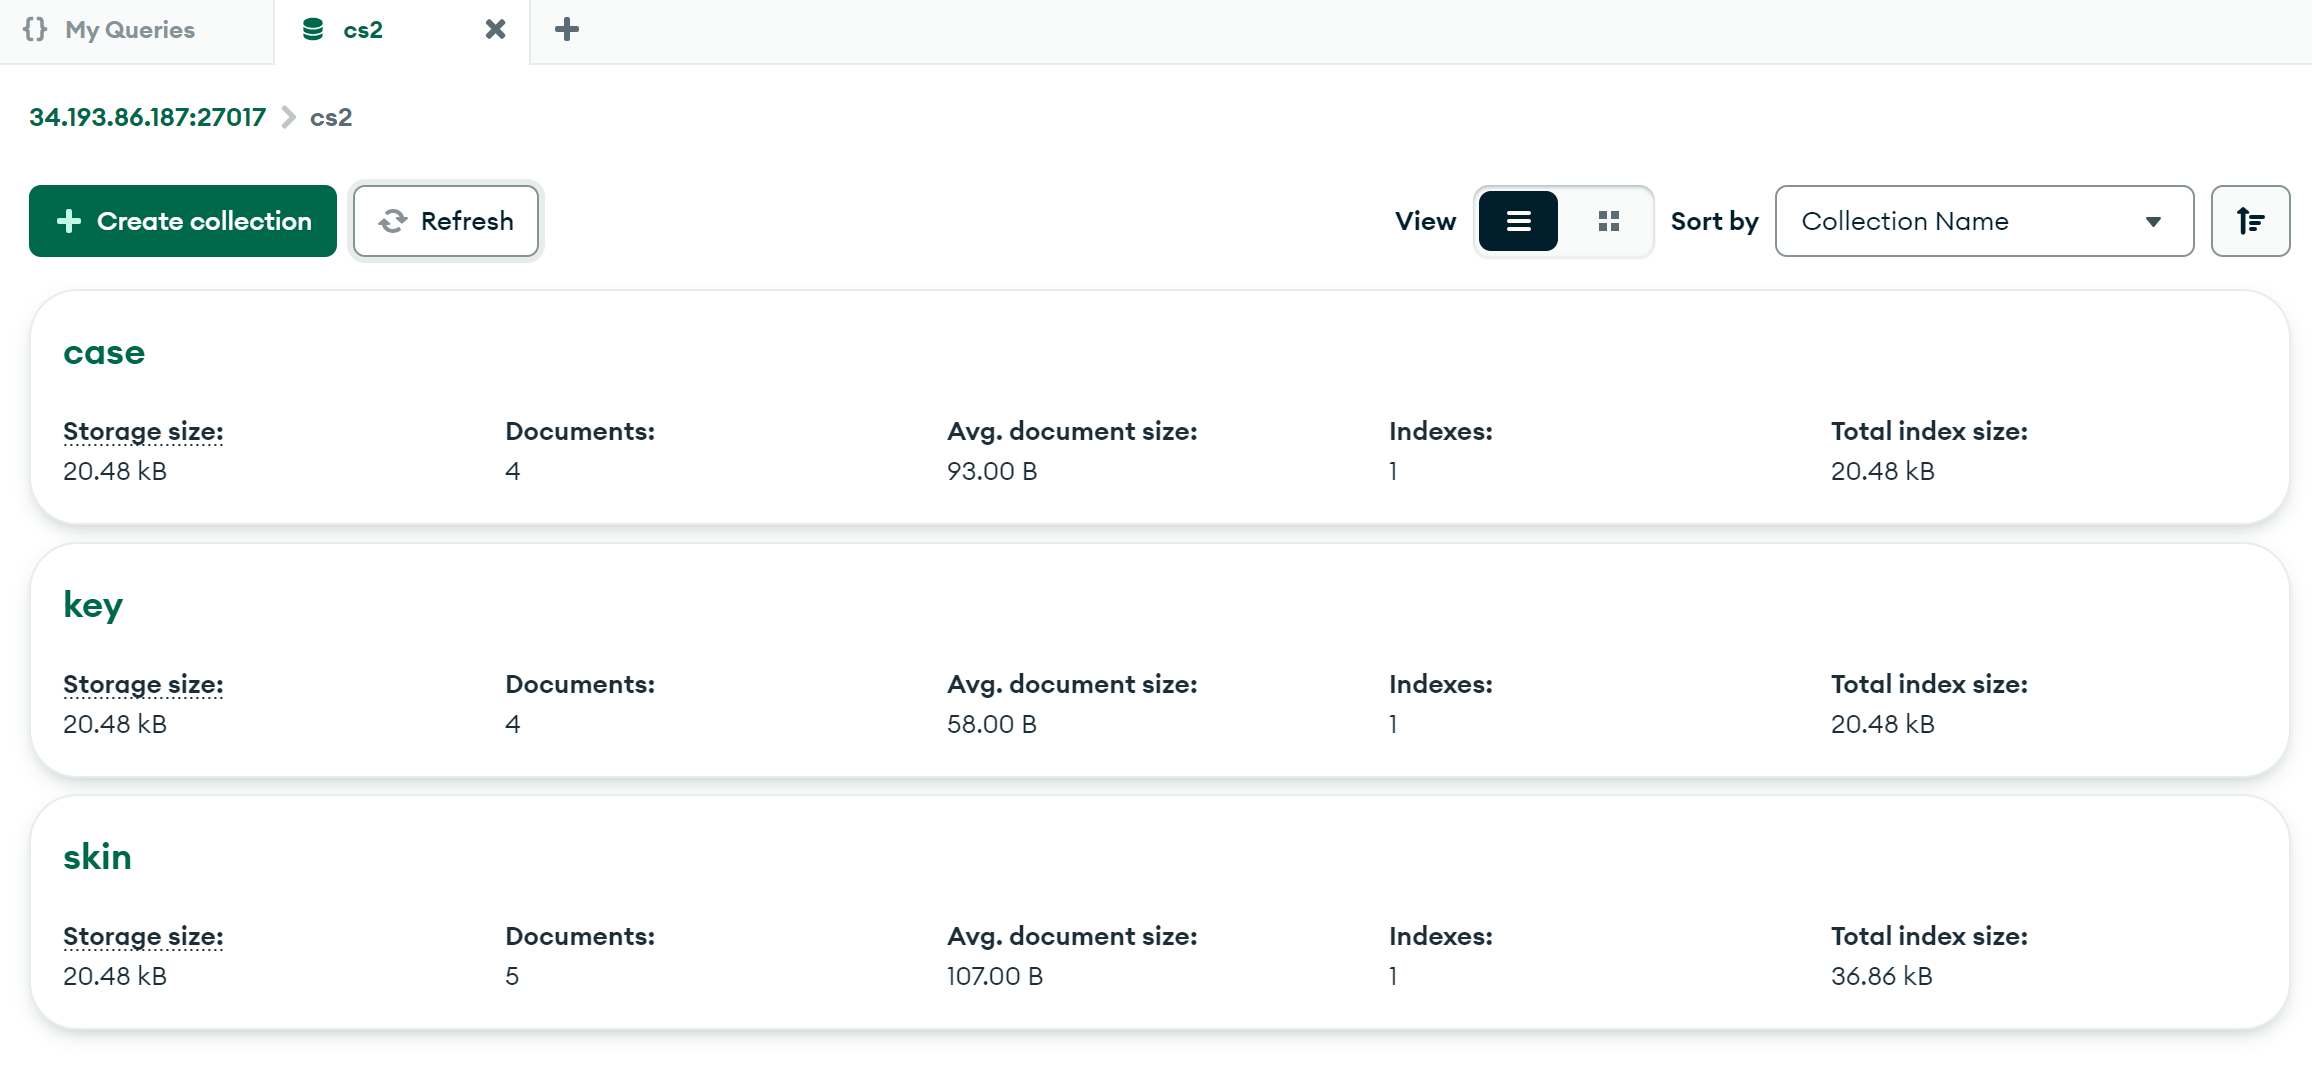 {} My Queries cs2
34.193.86.187:27017 cs2
Create collection Refresh View Sort by Collection Name
case
Storage size: Documents: Avg. document size: Indexes: Total index size:
20.48 kB 4 93.00 B 1 20.48 kB
key
Storage size: Documents: Avg. document size: Indexes: Total index size:
20.48 kB 4 58.00 B 1 20.48 kB
skin
Storage size: Documents: Avg. document size: Indexes: Total index size:
20.48 kB 5 107.00 B 1 36.86 kB